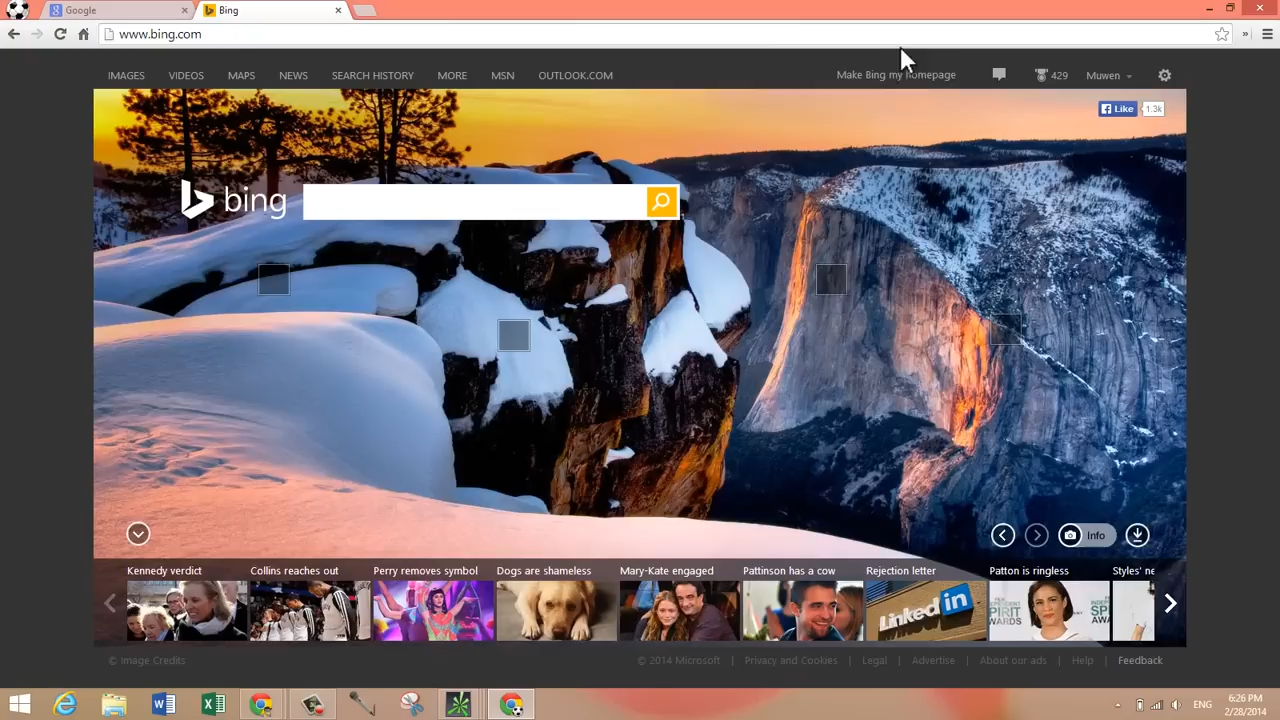 Google
Bing
www.bing.com
IMAGES VIDEOS MAPS NEWS SEARCH HISTORY MORE MSN OUTLOOK.COM
Make Bing my homepage 429 Muwen
Like 1.3k
bing
Info
Kennedy verdict Collins reaches out Perry removes symbol Dogs are shameless Mary-Kate engaged Pattinson has a cow Rejection letter Patton is ringless Styles' ne
LinkedIn
SPIRIT AWARDS
© Image Credits © 2014 Microsoft | Privacy and Cookies | Legal | Advertise | About our ads | Help | Feedback
ENG
6:26 PM
2/28/2014